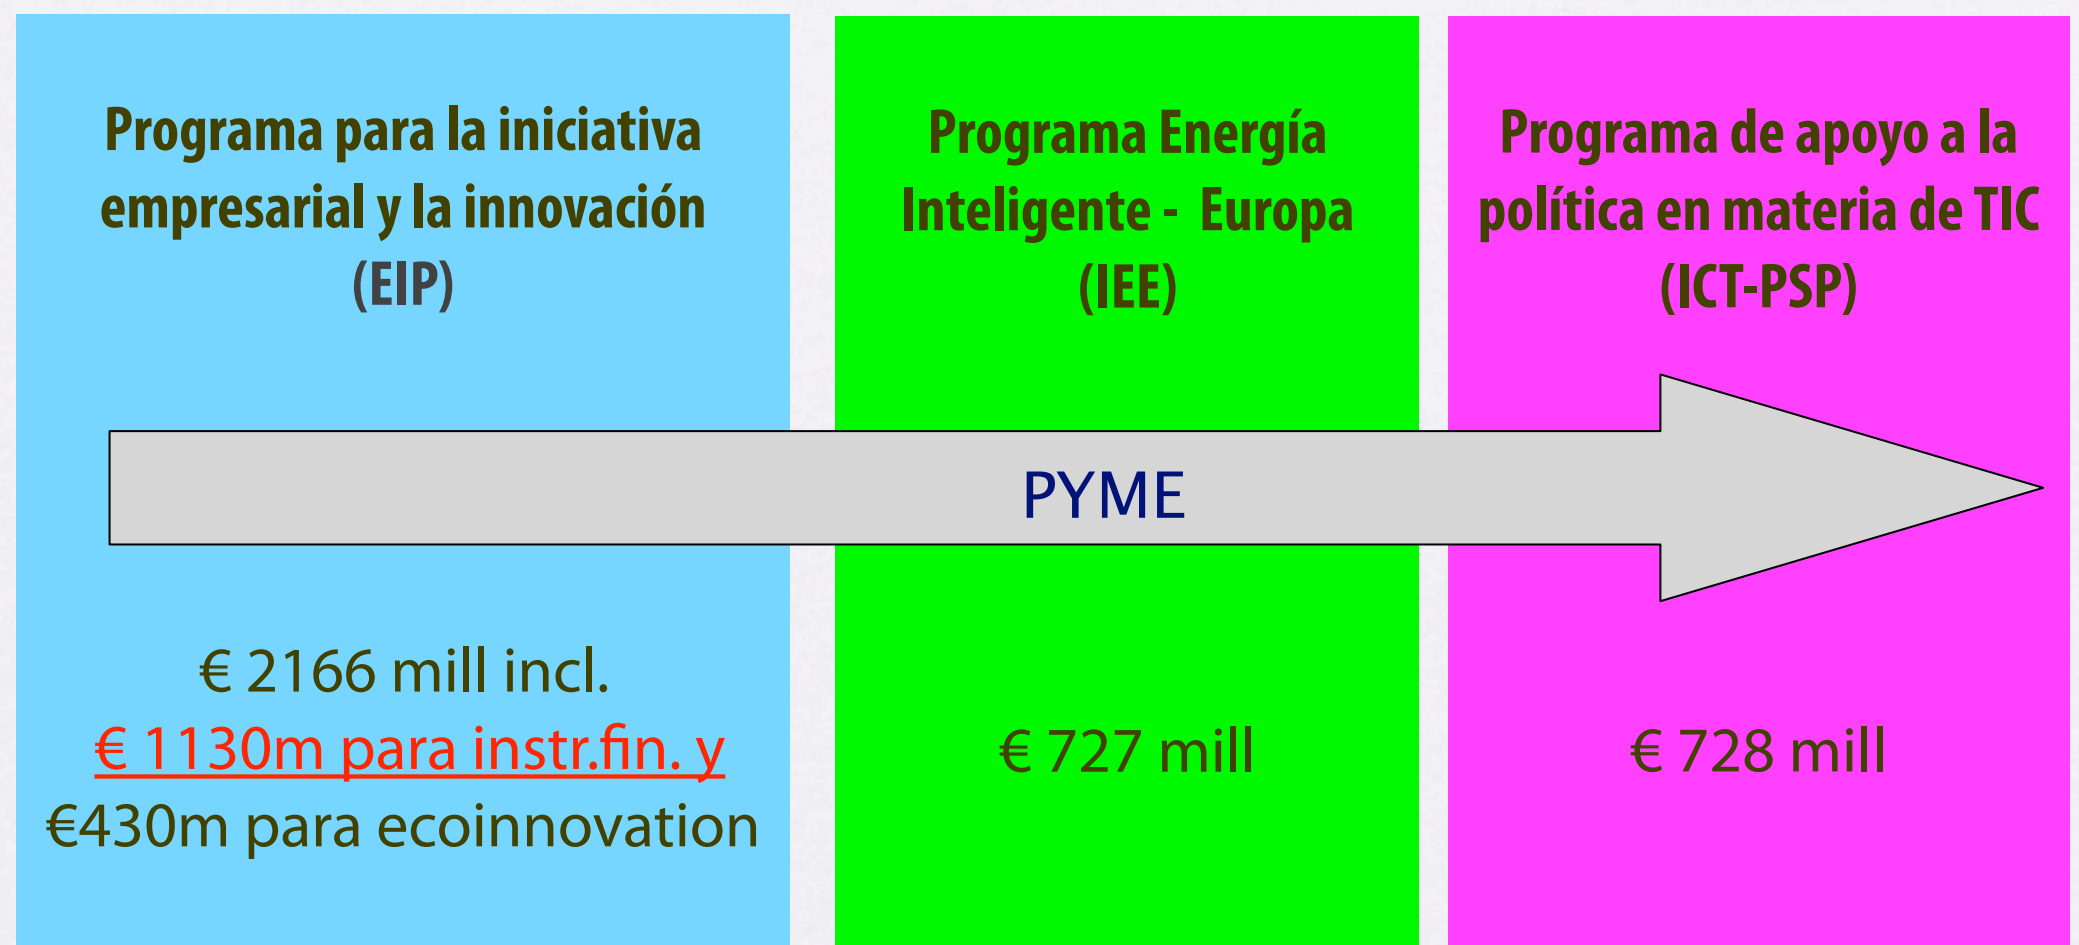 Programa para la iniciativa
empresarial y la innovación
(EIP)
Programa Energía
Inteligente - Europa
(IEE)
Programa de apoyo a la
política en materia de TIC
(ICT-PSP)
PYME
€ 2166 mill incl.
€ 1130m para instr.fin. y
€430m para ecoinnovation
€ 727 mill
€ 728 mill